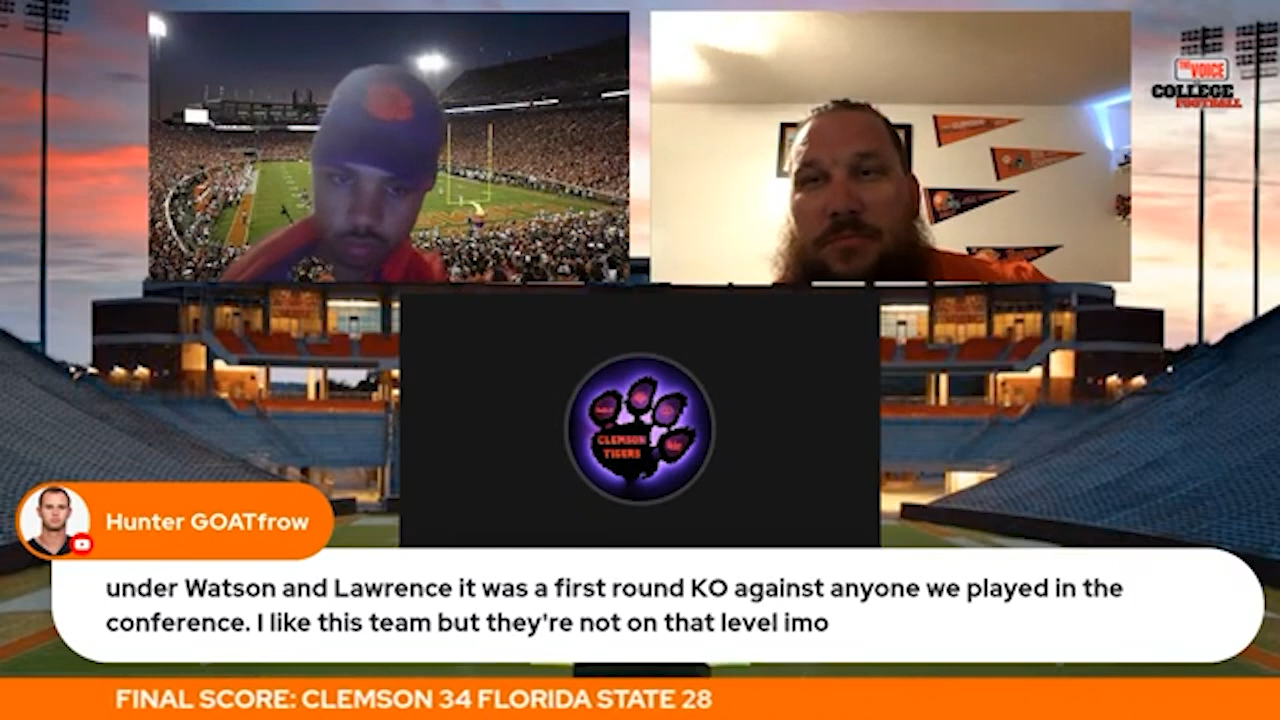 THE VOICE
COLLEGE
FOOTBALL
CLEMSON
TIGERS
Hunter GOATfrow
under Watson and Lawrence it was a first round KO against anyone we played in the
conference. I like this team but they're not on that level imo
FINAL SCORE: CLEMSON 34 FLORIDA STATE 28